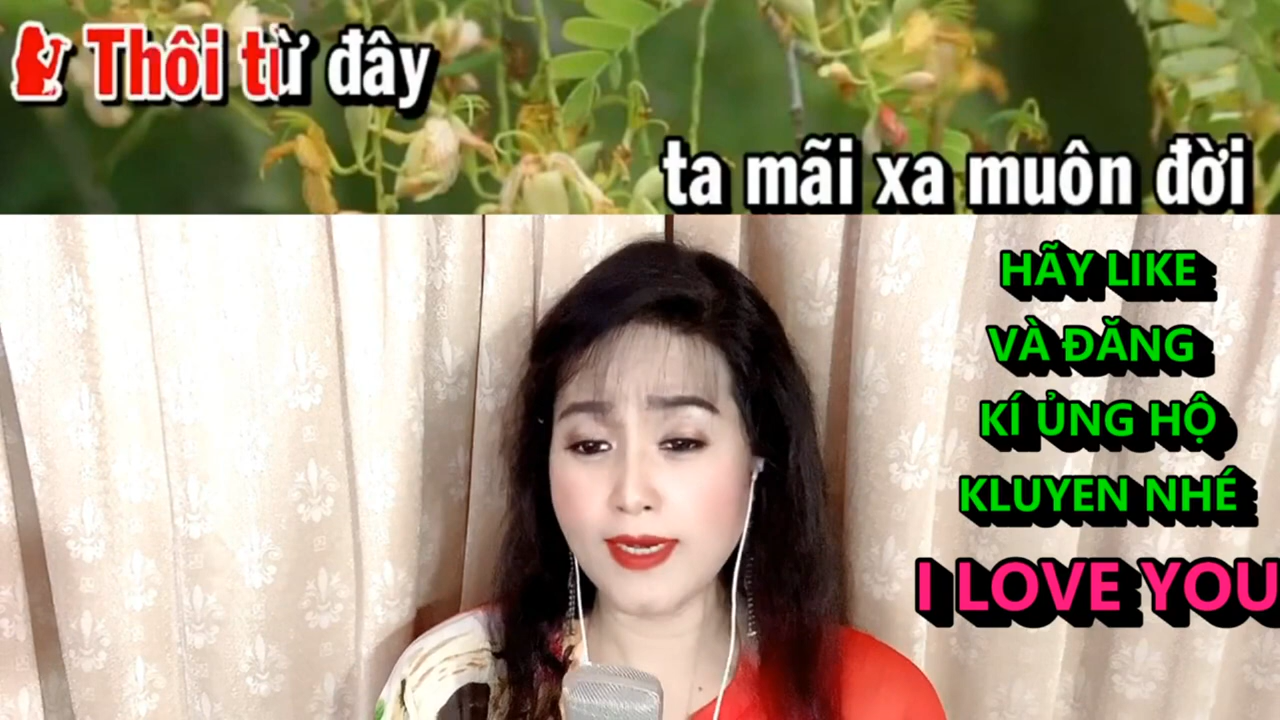 Thôi từ đây
ta mãi xa muôn đời
HÃY LIKE
VÀ ĐĂNG
KÍ ỦNG HỘ
KLUYEN NHÉ
I LOVE YOU